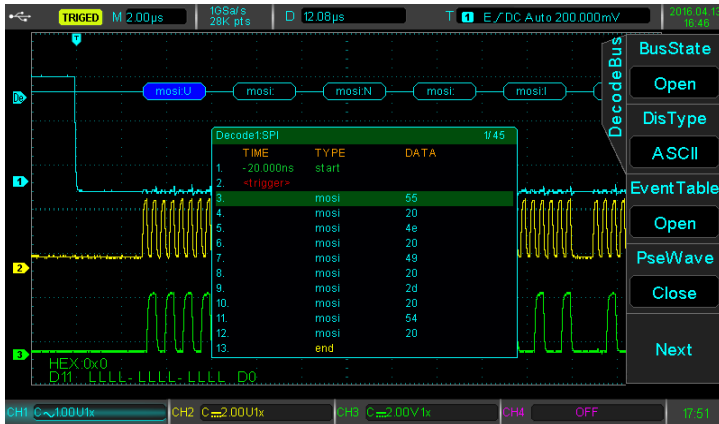 TRIGED M 2.00μs 1GSa/s 28K pts D 12.08μs T 1 E / DC Auto 200.000mV 2016.04.13 16:46
T
DecodeBus
BusState
Open
DisType
ASCII
EventTable
Open
PseWave
Close
Next
mosi:U mosi: mosi:N mosi: mosi:I
Decode1:SPI 1/45
TIME TYPE DATA
1. -20.000ns start
2. <trigger>
3. mosi 55
4. mosi 20
5. mosi 4e
6. mosi 20
7. mosi 49
8. mosi 20
9. mosi 2d
10. mosi 20
11. mosi 54
12. mosi 20
13. end
1
2
3
HEX:0x0
D11 LLLL- LLLL- LLLL D0
CH1 C 1.00U1x CH2 C 2.00U1x CH3 C 2.00V1x CH4 OFF 17:51